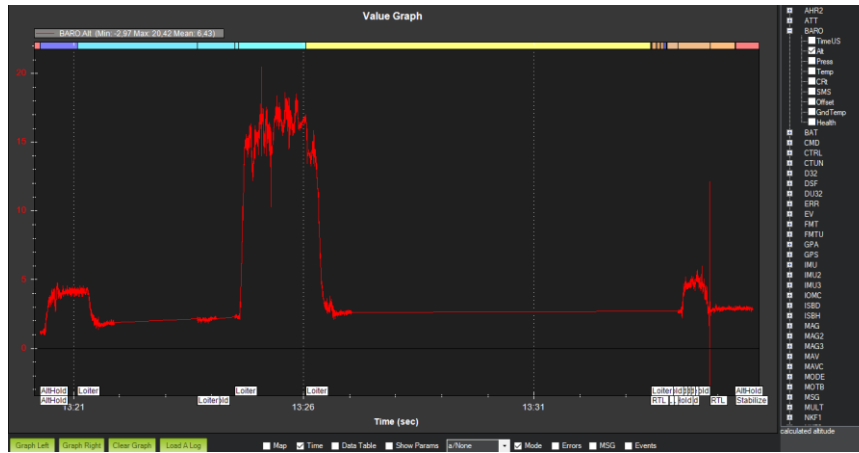 Value Graph
BARO.Alt (Min: -2,97 Max: 20,42 Mean: 6,43)
20
15
10
5
0
AltHold Loiter Loiter Loiter Loiter AltHold
AltHold Loiter RTL RTL Stabilize
13:21 13:26 13:31
Time (sec)
Graph Left Graph Right Clear Graph Load A Log Map Time Data Table Show Params a/None Mode Errors MSG Events
AHR2
ATT
BARO
TimeUS
Alt
Press
Temp
CRt
SMS
Offset
GndTemp
Health
BAT
CMD
CTRL
CTUN
D32
DSF
DU32
ERR
EV
FMT
FMTU
GPA
GPS
IMU
IMU2
IMU3
IOMC
ISBD
ISBH
MAG
MAG2
MAG3
MAV
MAVC
MODE
MOTB
MSG
MULT
NKF1
calculated altitude